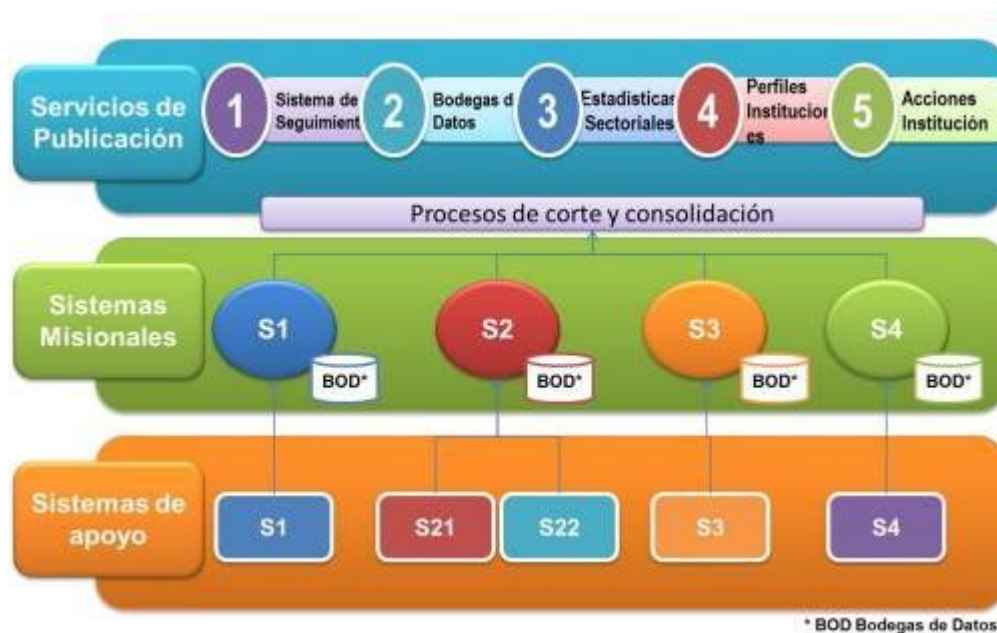 Servicios de
Publicación
1
Sistema de
Seguimient
2
Bodegas d
Datos
3
Estadisticas
Sectoriales
4
Perfiles
Institucion
es
5
Acciones
Institución
Procesos de corte y consolidación
Sistemas
Misionales
S1
BOD*
S2
BOD*
S3
BOD*
S4
BOD*
Sistemas de
apoyo
S1
S21
S22
S3
S4
* BOD Bodegas de Datos